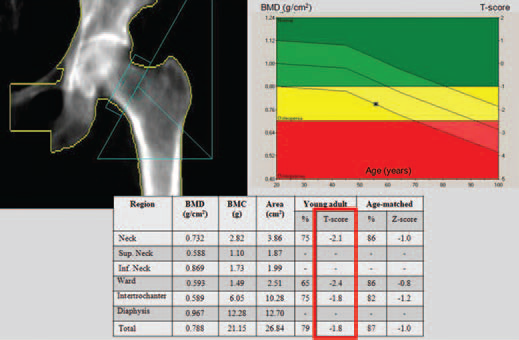 BMD (g/cm²) T-score
1.24 2
1.12 1
1.00 0
0.88 -1
0.76 -2
0.64 -3
0.52 -4
0.40 -5
20 30 40 50 60 70 80 90 100
Age (years)
Region BMD (g/cm²) BMC (g) Area (cm²) Young adult Age-matched
% T-score % Z-score
Neck 0.732 2.82 3.86 75 -2.1 86 -1.0
Sup. Neck 0.588 1.10 1.87 - - - -
Inf. Neck 0.869 1.73 1.99 - - - -
Ward 0.593 1.49 2.51 65 -2.4 86 -0.8
Intertrochanter 0.589 6.05 10.28 75 -1.8 82 -1.2
Diaphysis 0.967 12.28 12.70 - - - -
Total 0.788 21.15 26.84 79 -1.8 87 -1.0